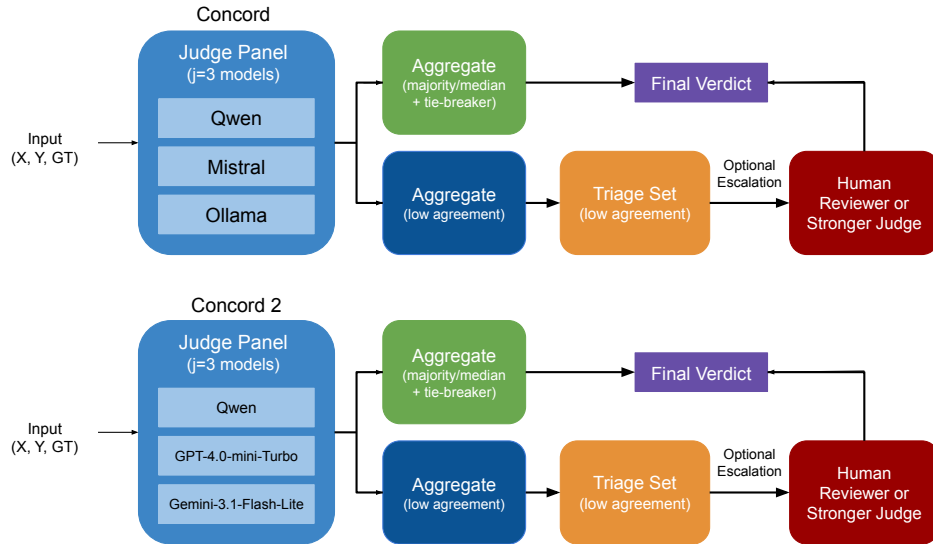 Concord
Judge Panel
(j=3 models)
Qwen
Mistral
Ollama
Input
(X, Y, GT)
Aggregate
(majority/median
+ tie-breaker)
Final Verdict
Aggregate
(low agreement)
Triage Set
(low agreement)
Optional
Escalation
Human
Reviewer or
Stronger Judge
Concord 2
Judge Panel
(j=3 models)
Qwen
GPT-4.0-mini-Turbo
Gemini-3.1-Flash-Lite
Input
(X, Y, GT)
Aggregate
(majority/median
+ tie-breaker)
Final Verdict
Aggregate
(low agreement)
Triage Set
(low agreement)
Optional
Escalation
Human
Reviewer or
Stronger Judge